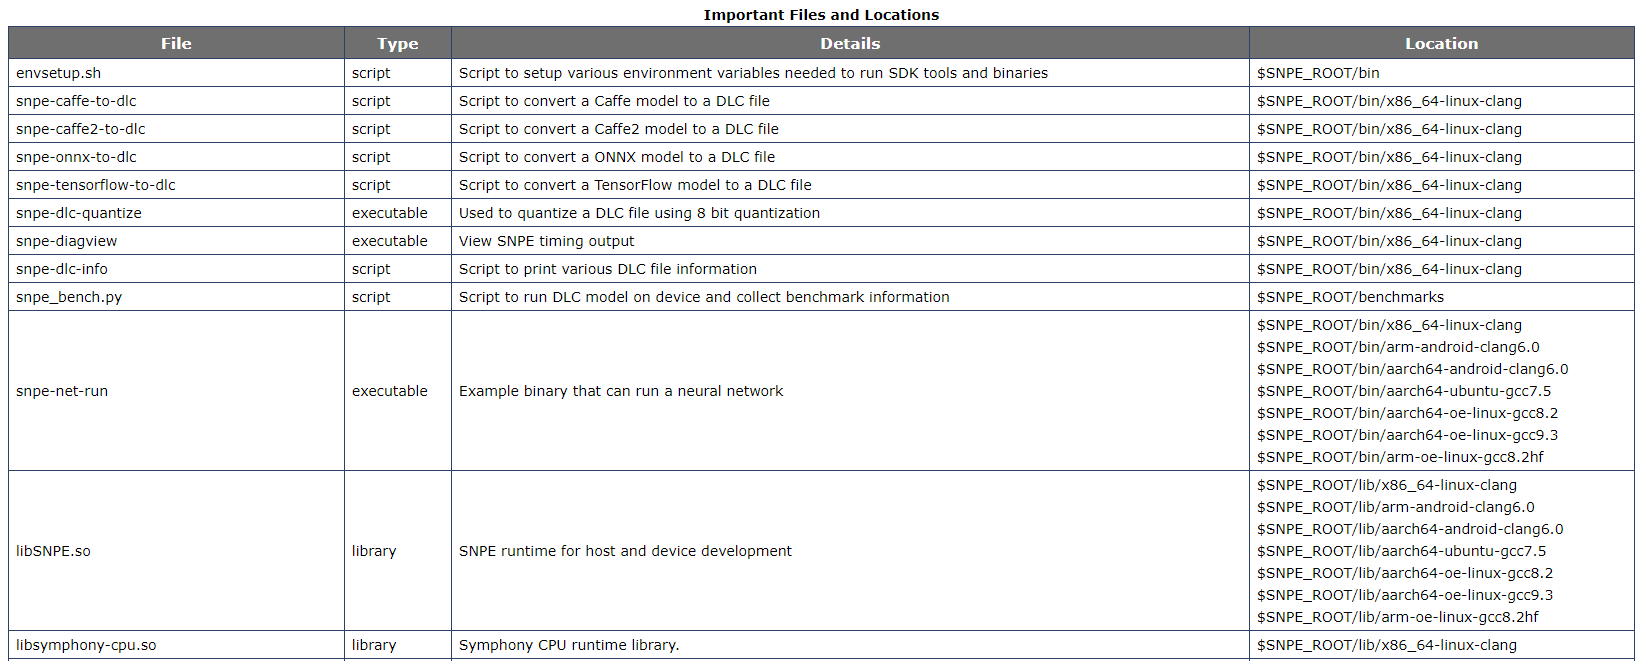 Important Files and Locations
File Type Details Location
envsetup.sh script Script to setup various environment variables needed to run SDK tools and binaries $SNPE_ROOT/bin
snpe-caffe-to-dlc script Script to convert a Caffe model to a DLC file $SNPE_ROOT/bin/x86_64-linux-clang
snpe-caffe2-to-dlc script Script to convert a Caffe2 model to a DLC file $SNPE_ROOT/bin/x86_64-linux-clang
snpe-onnx-to-dlc script Script to convert a ONNX model to a DLC file $SNPE_ROOT/bin/x86_64-linux-clang
snpe-tensorflow-to-dlc script Script to convert a TensorFlow model to a DLC file $SNPE_ROOT/bin/x86_64-linux-clang
snpe-dlc-quantize executable Used to quantize a DLC file using 8 bit quantization $SNPE_ROOT/bin/x86_64-linux-clang
snpe-diagview executable View SNPE timing output $SNPE_ROOT/bin/x86_64-linux-clang
snpe-dlc-info script Script to print various DLC file information $SNPE_ROOT/bin/x86_64-linux-clang
snpe_bench.py script Script to run DLC model on device and collect benchmark information $SNPE_ROOT/benchmarks
snpe-net-run executable Example binary that can run a neural network
$SNPE_ROOT/bin/x86_64-linux-clang
$SNPE_ROOT/bin/arm-android-clang6.0
$SNPE_ROOT/bin/aarch64-android-clang6.0
$SNPE_ROOT/bin/aarch64-ubuntu-gcc7.5
$SNPE_ROOT/bin/aarch64-oe-linux-gcc8.2
$SNPE_ROOT/bin/aarch64-oe-linux-gcc9.3
$SNPE_ROOT/bin/arm-oe-linux-gcc8.2hf
libSNPE.so library SNPE runtime for host and device development
$SNPE_ROOT/lib/x86_64-linux-clang
$SNPE_ROOT/lib/arm-android-clang6.0
$SNPE_ROOT/lib/aarch64-android-clang6.0
$SNPE_ROOT/lib/aarch64-ubuntu-gcc7.5
$SNPE_ROOT/lib/aarch64-oe-linux-gcc8.2
$SNPE_ROOT/lib/aarch64-oe-linux-gcc9.3
$SNPE_ROOT/lib/arm-oe-linux-gcc8.2hf
libsymphony-cpu.so library Symphony CPU runtime library. $SNPE_ROOT/lib/x86_64-linux-clang